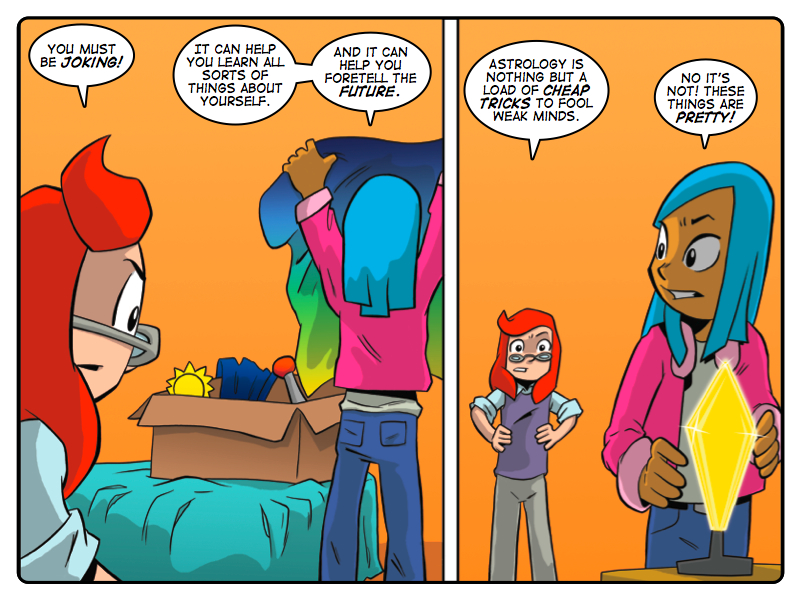 YOU MUST
BE JOKING!
IT CAN HELP
YOU LEARN ALL
SORTS OF
THINGS ABOUT
YOURSELF.
AND IT CAN
HELP YOU
FORETELL THE
FUTURE.
ASTROLOGY IS
NOTHING BUT A
LOAD OF CHEAP
TRICKS TO FOOL
WEAK MINDS.
NO IT'S
NOT! THESE
THINGS ARE
PRETTY!